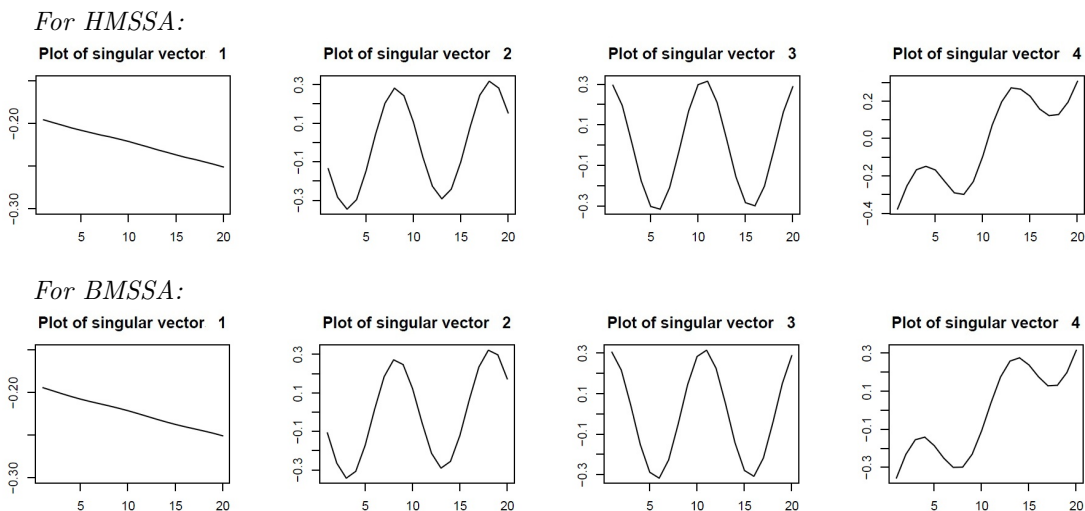 For HMSSA:
Plot of singular vector 1
Plot of singular vector 2
Plot of singular vector 3
Plot of singular vector 4
−0.20
−0.30
5 10 15 20
0.3
0.1
−0.1
−0.3
5 10 15 20
0.3
0.1
−0.1
−0.3
5 10 15 20
0.2
0.0
−0.2
−0.4
5 10 15 20
For BMSSA:
Plot of singular vector 1
Plot of singular vector 2
Plot of singular vector 3
Plot of singular vector 4
−0.20
−0.30
5 10 15 20
0.3
0.1
−0.1
−0.3
5 10 15 20
0.3
0.1
−0.1
−0.3
5 10 15 20
0.3
0.1
−0.1
−0.3
5 10 15 20